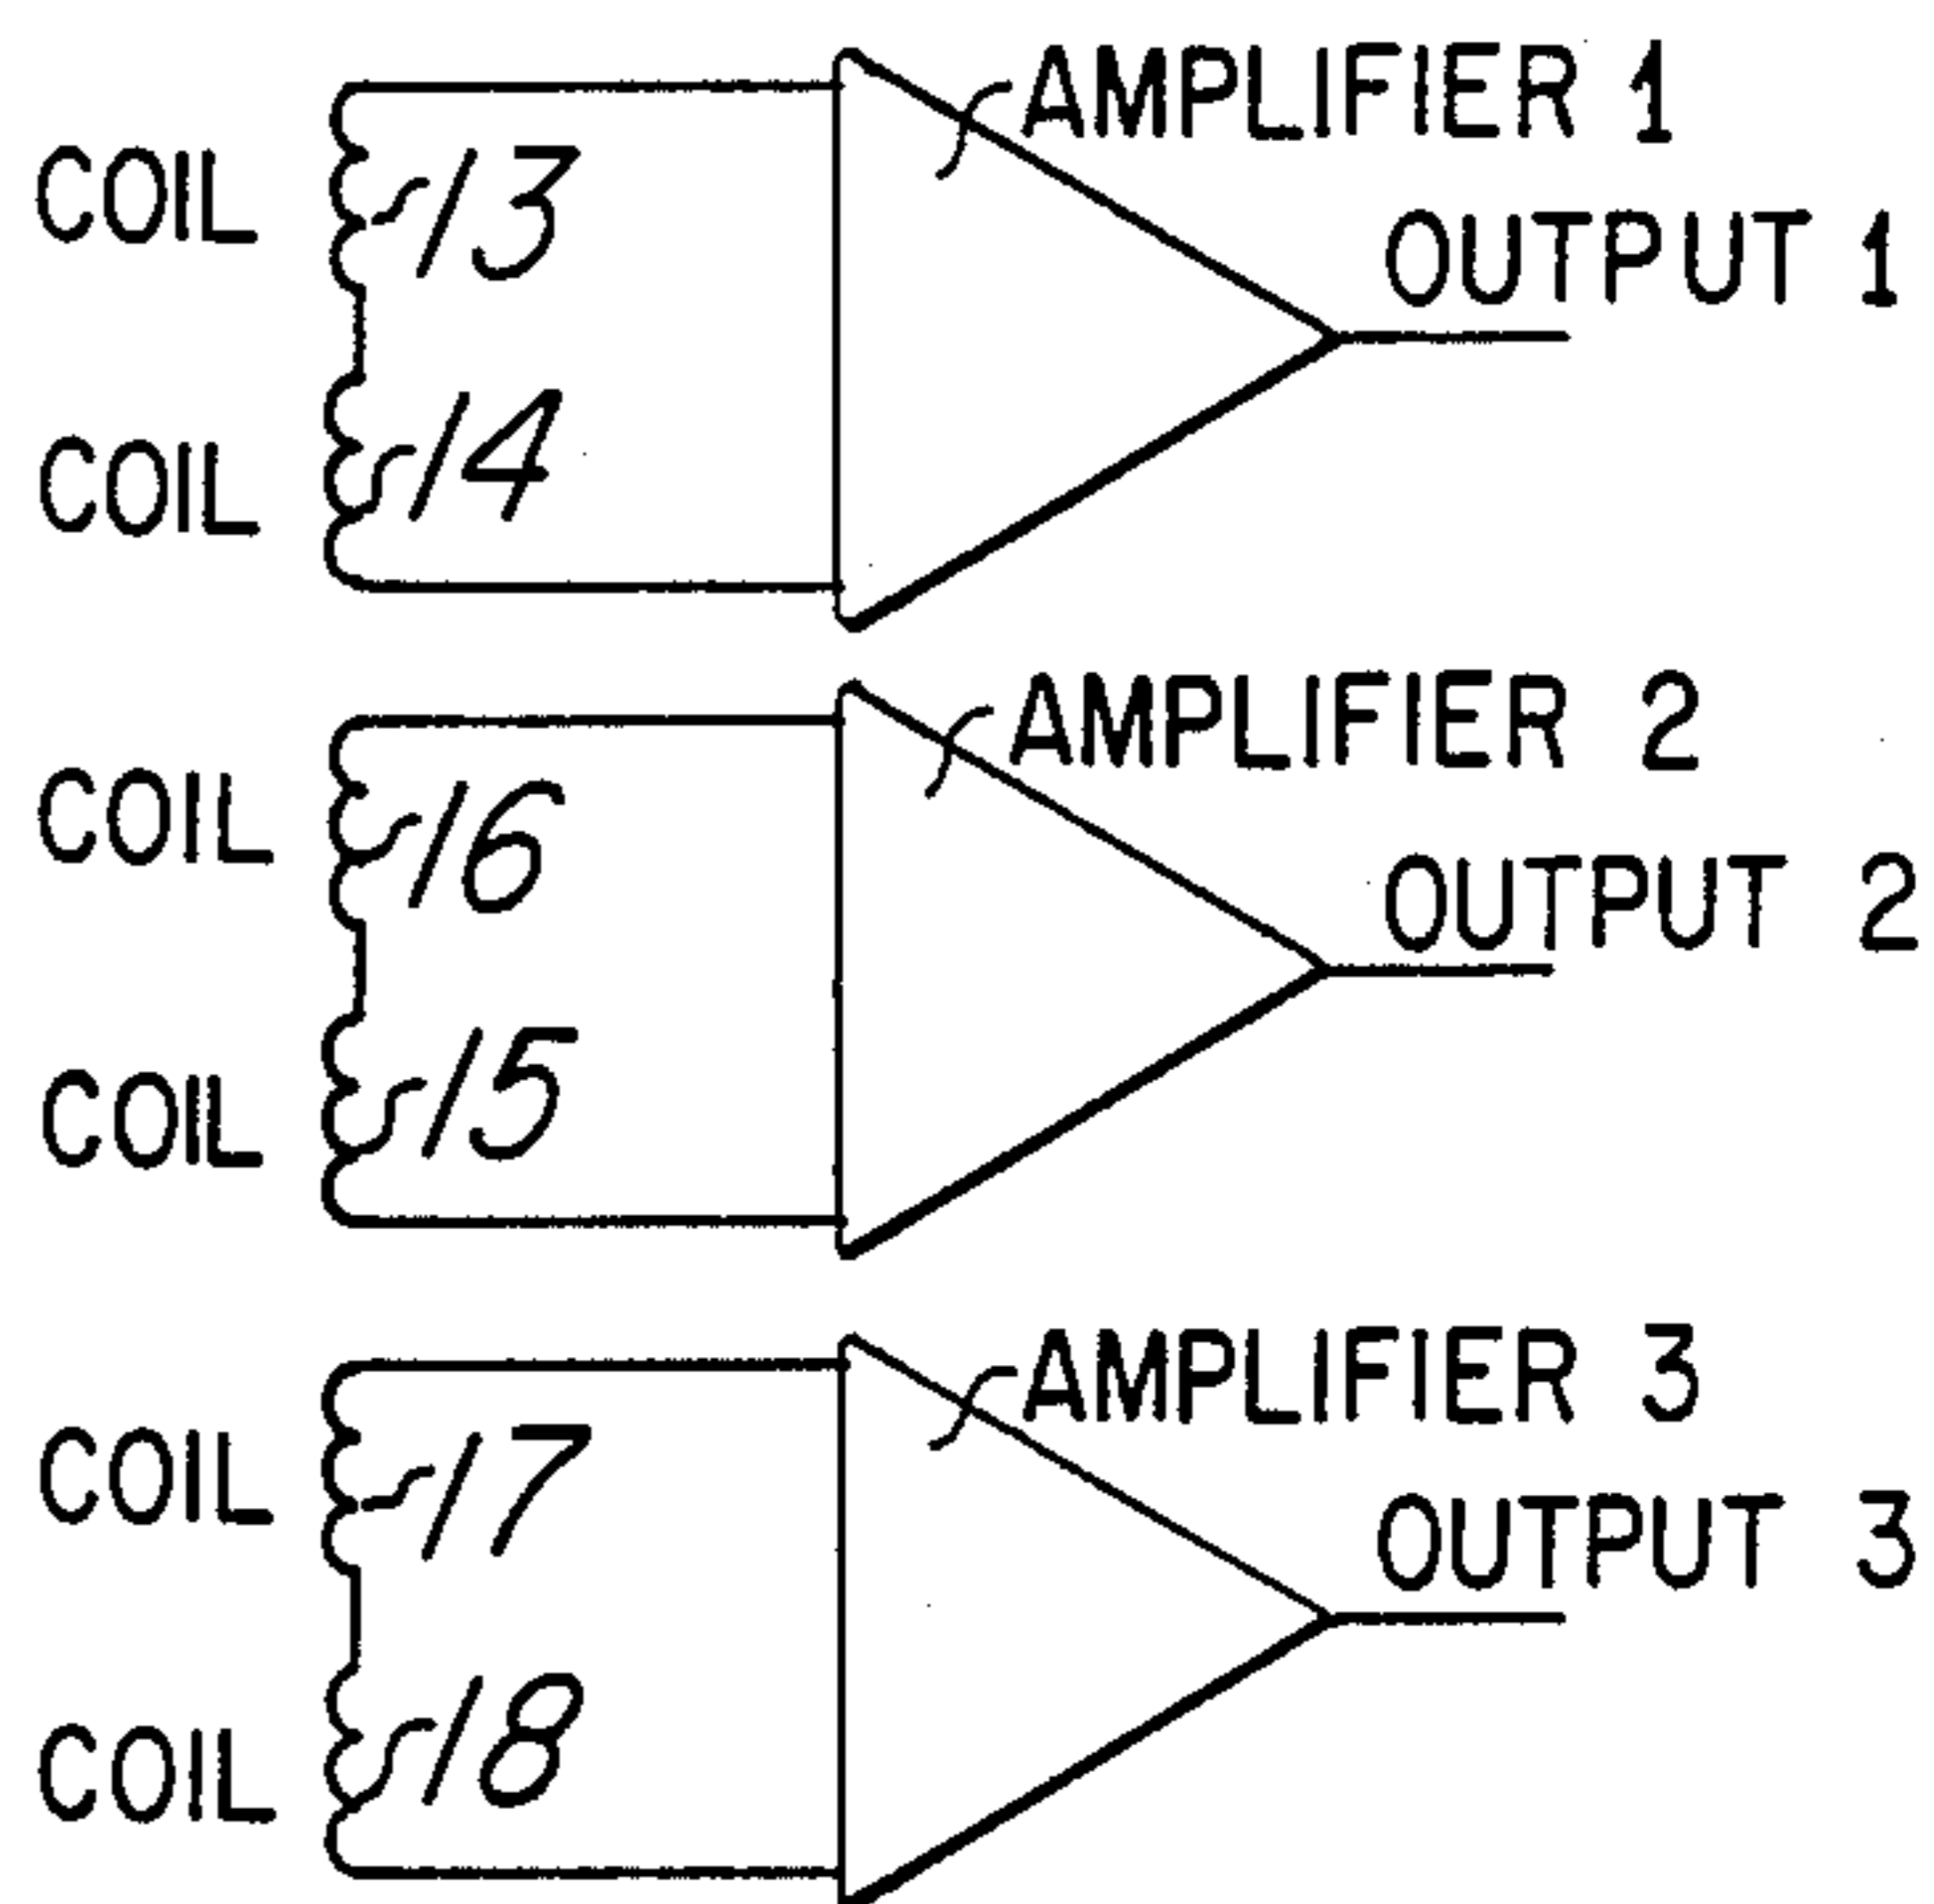 AMPLIFIER 1
COIL 13
OUTPUT 1
COIL 14
AMPLIFIER 2
COIL 16
OUTPUT 2
COIL 15
AMPLIFIER 3
COIL 17
OUTPUT 3
COIL 18